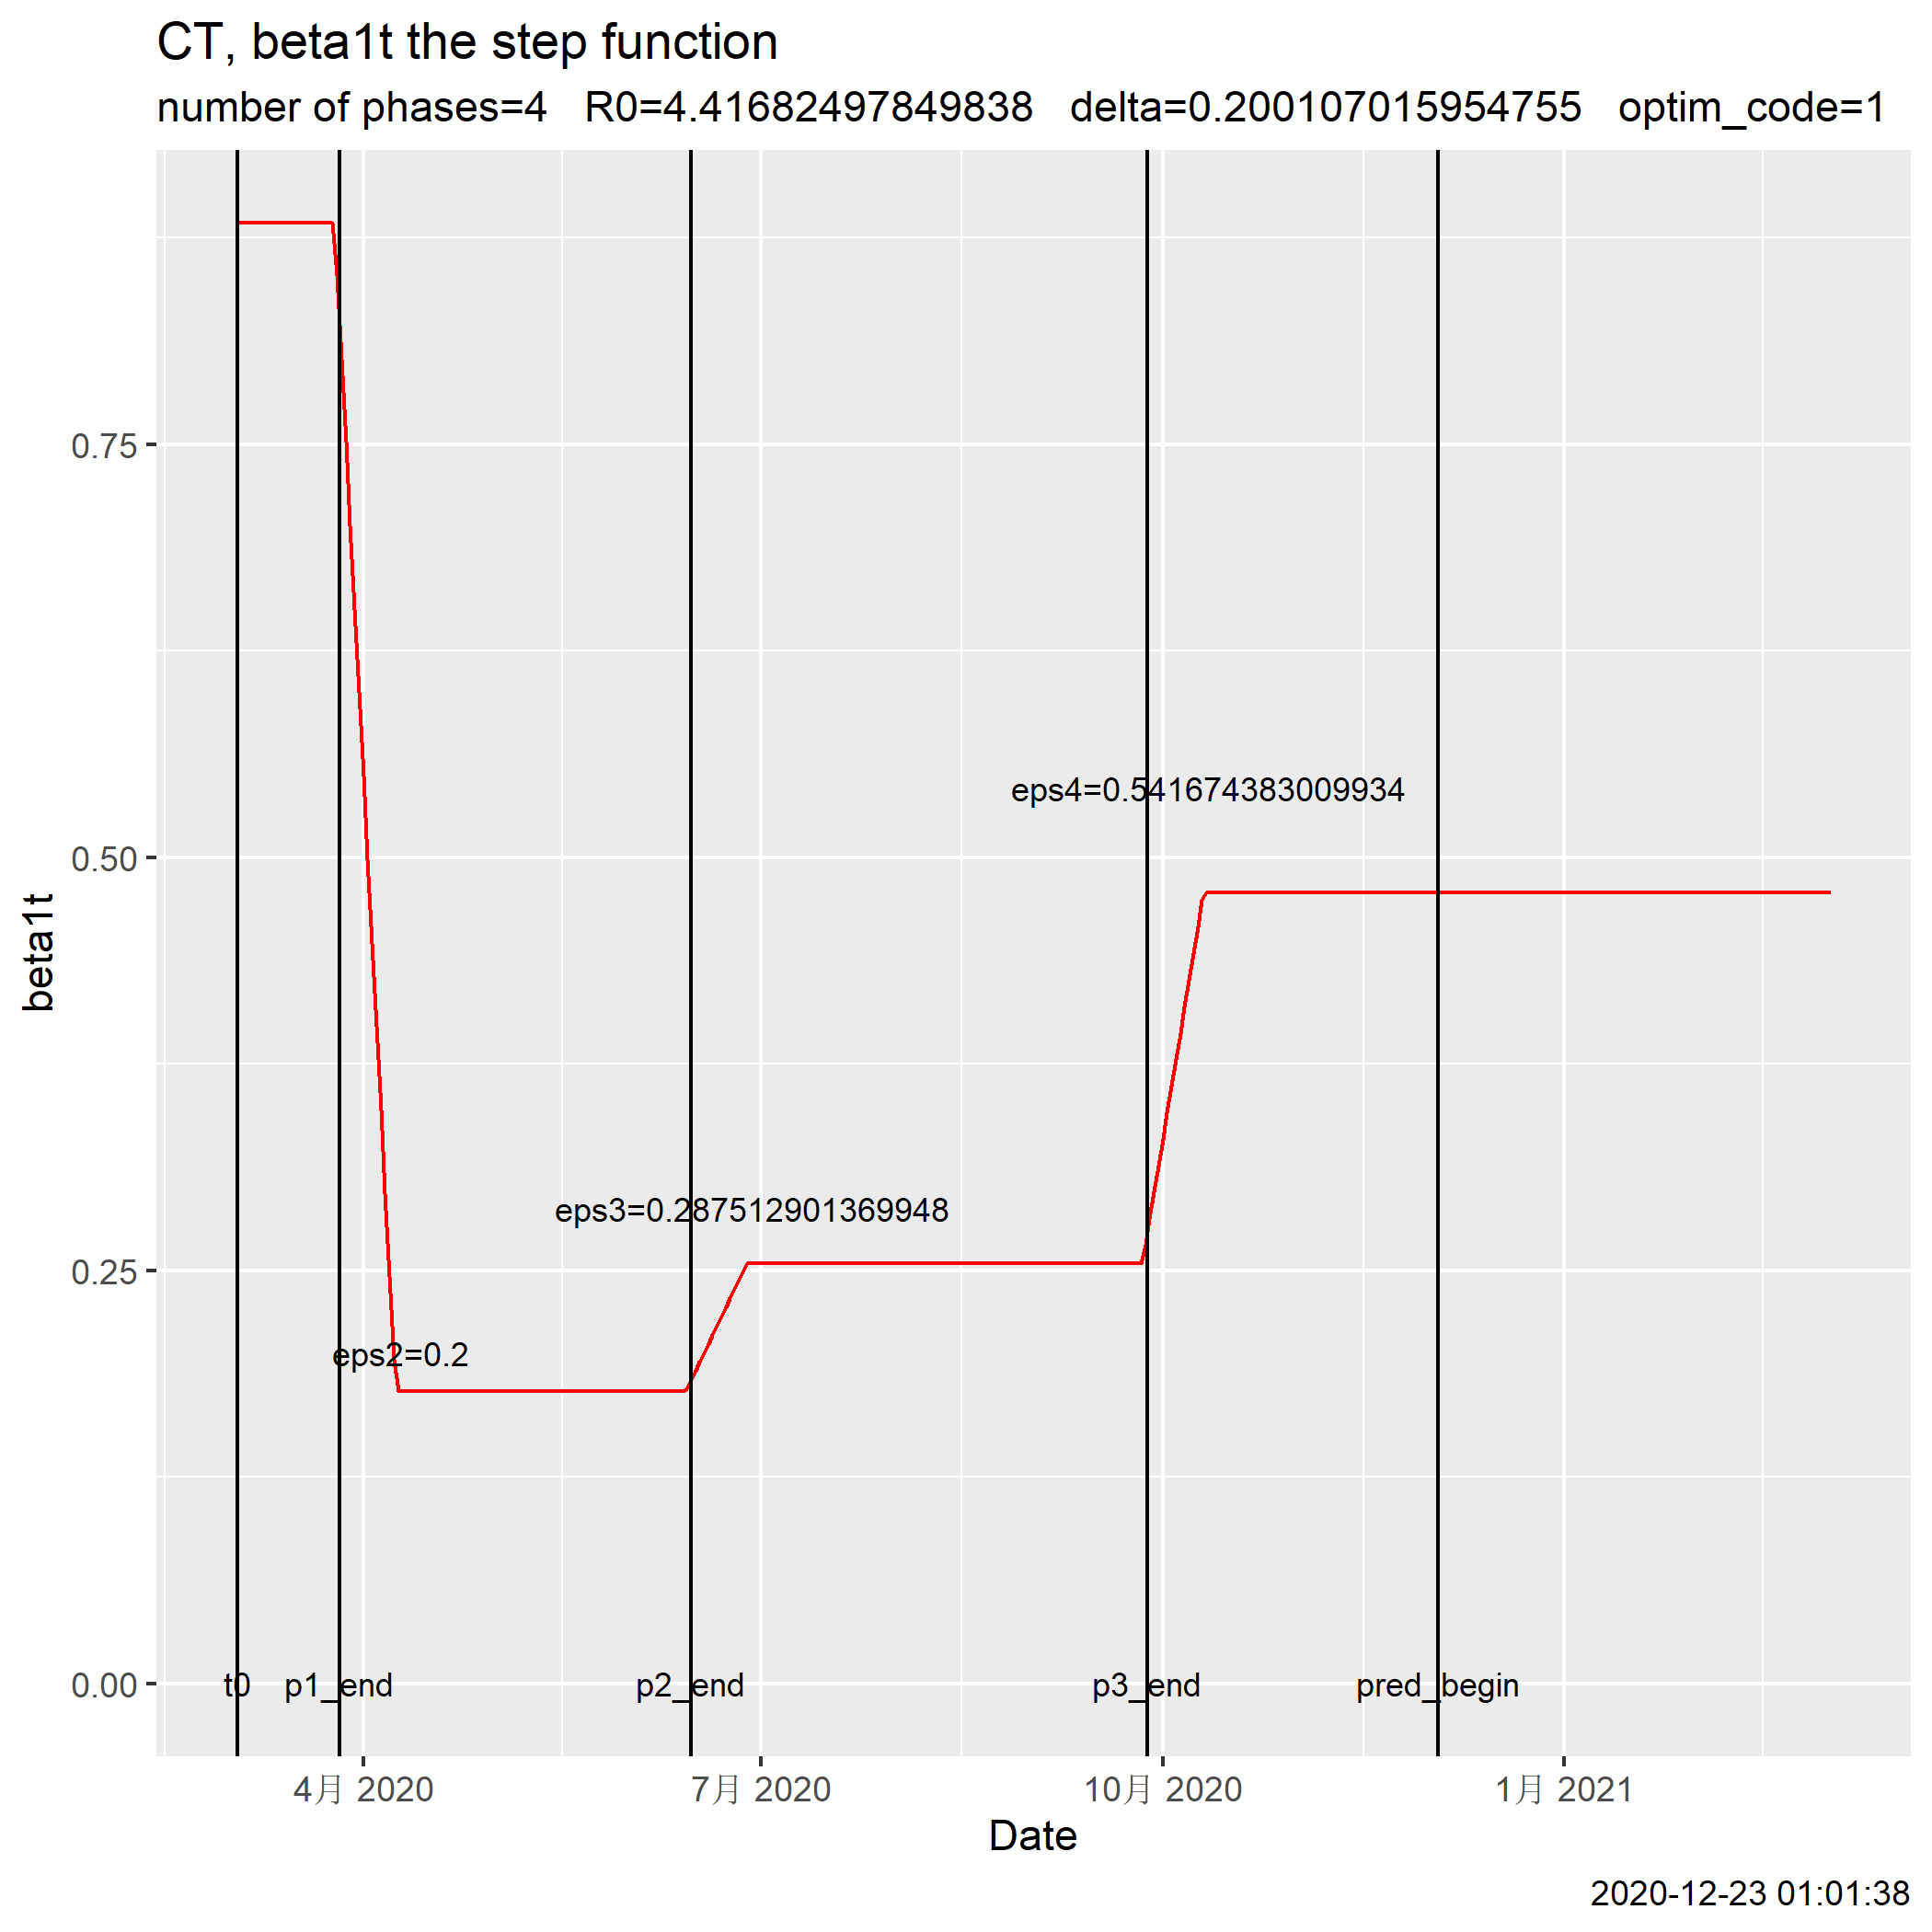 CT, beta1t the step function
number of phases=4 R0=4.41682497849838 delta=0.200107015954755 optim_code=1
beta1t
0.75
0.50
0.25
0.00
eps4=0.541674383009934
eps3=0.287512901369948
eps2=0.2
t0 p1_end p2_end p3_end pred_begin
4月 2020 7月 2020 10月 2020 1月 2021
Date
2020-12-23 01:01:38